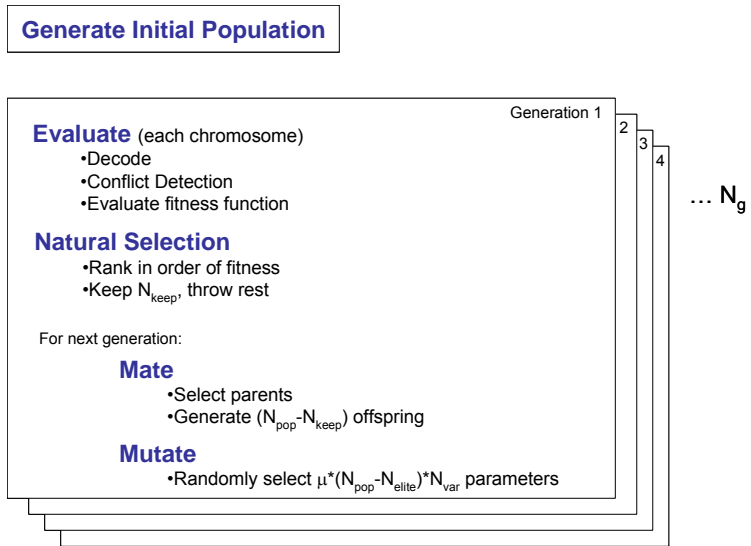 Generate Initial Population
Generation 1
2
3
4
… Ng
Evaluate (each chromosome)
•Decode
•Conflict Detection
•Evaluate fitness function
Natural Selection
•Rank in order of fitness
•Keep Nkeep, throw rest
For next generation:
Mate
•Select parents
•Generate (Npop-Nkeep) offspring
Mutate
•Randomly select μ*(Npop-Nelite)*Nvar parameters